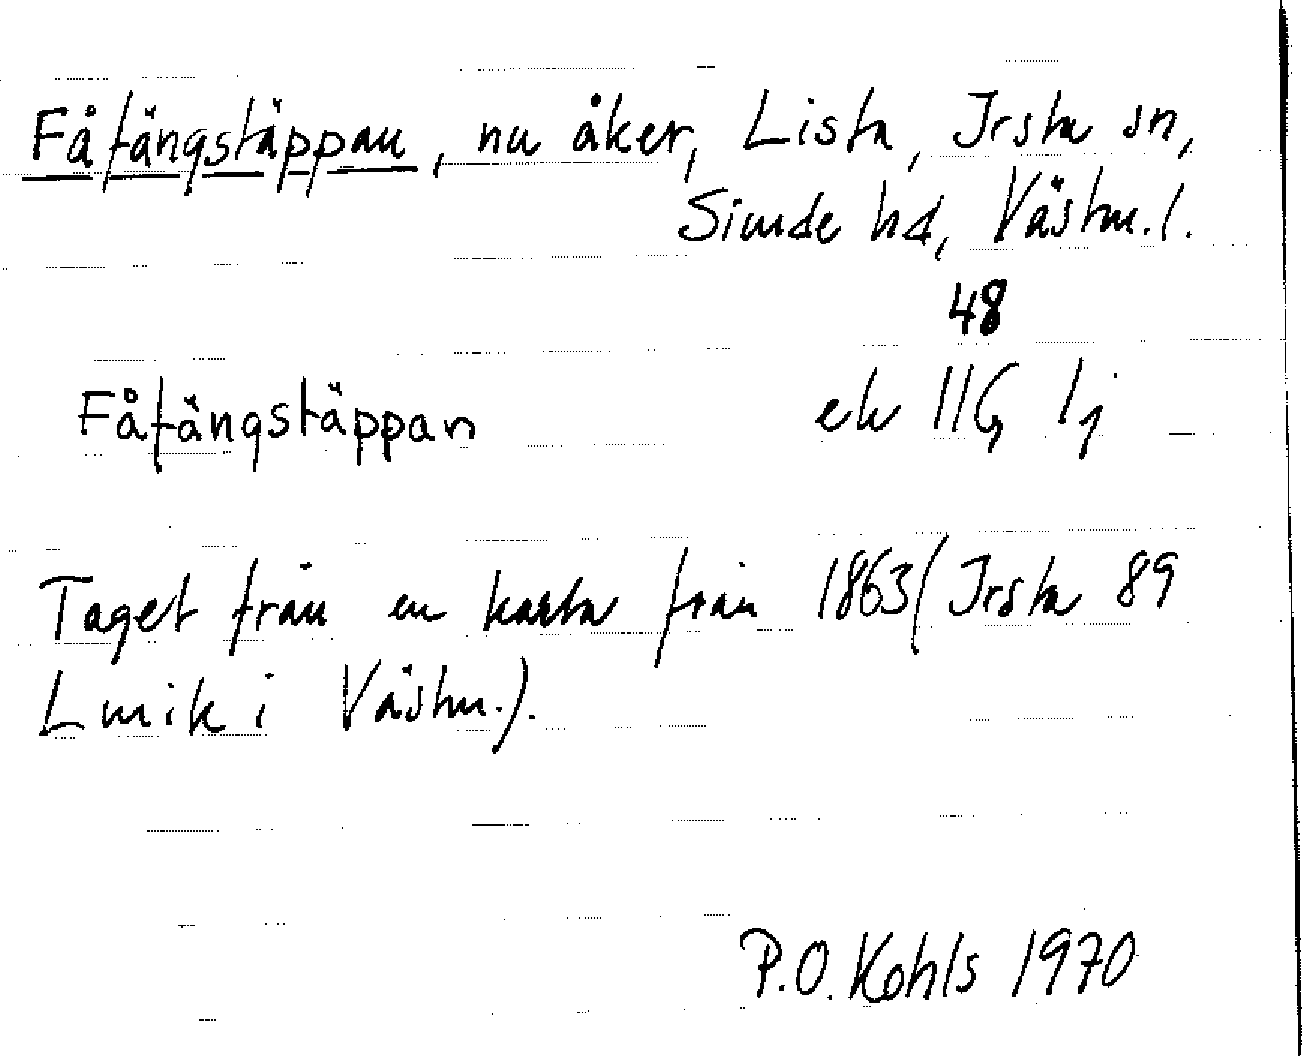 Fåfängstäppan, nu åker, Lista, Irsta sn,
Siende hd, Västm. l.
48
Fåfängstäppan ek 11G 1j
Taget från en karta från 1863 (Irsta 89
Lmik i Västm.).
P.O. Kohls 1970